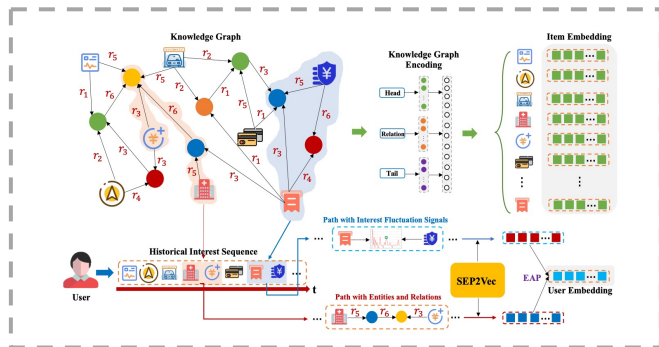 Knowledge Graph
r5
r2
r3
r5
r5
r6
r2
r1
r1
r5
r1
r6
r3
r6
r3
r3
r2
r3
r4
r5
r3
r1
r3
r4
Knowledge Graph
Encoding
Head
Relation
Tail
Item Embedding
Historical Interest Sequence
User
t
Path with Interest Fluctuation Signals
Path with Entities and Relations
r5
r6
r3
SEP2Vec
EAP
User Embedding